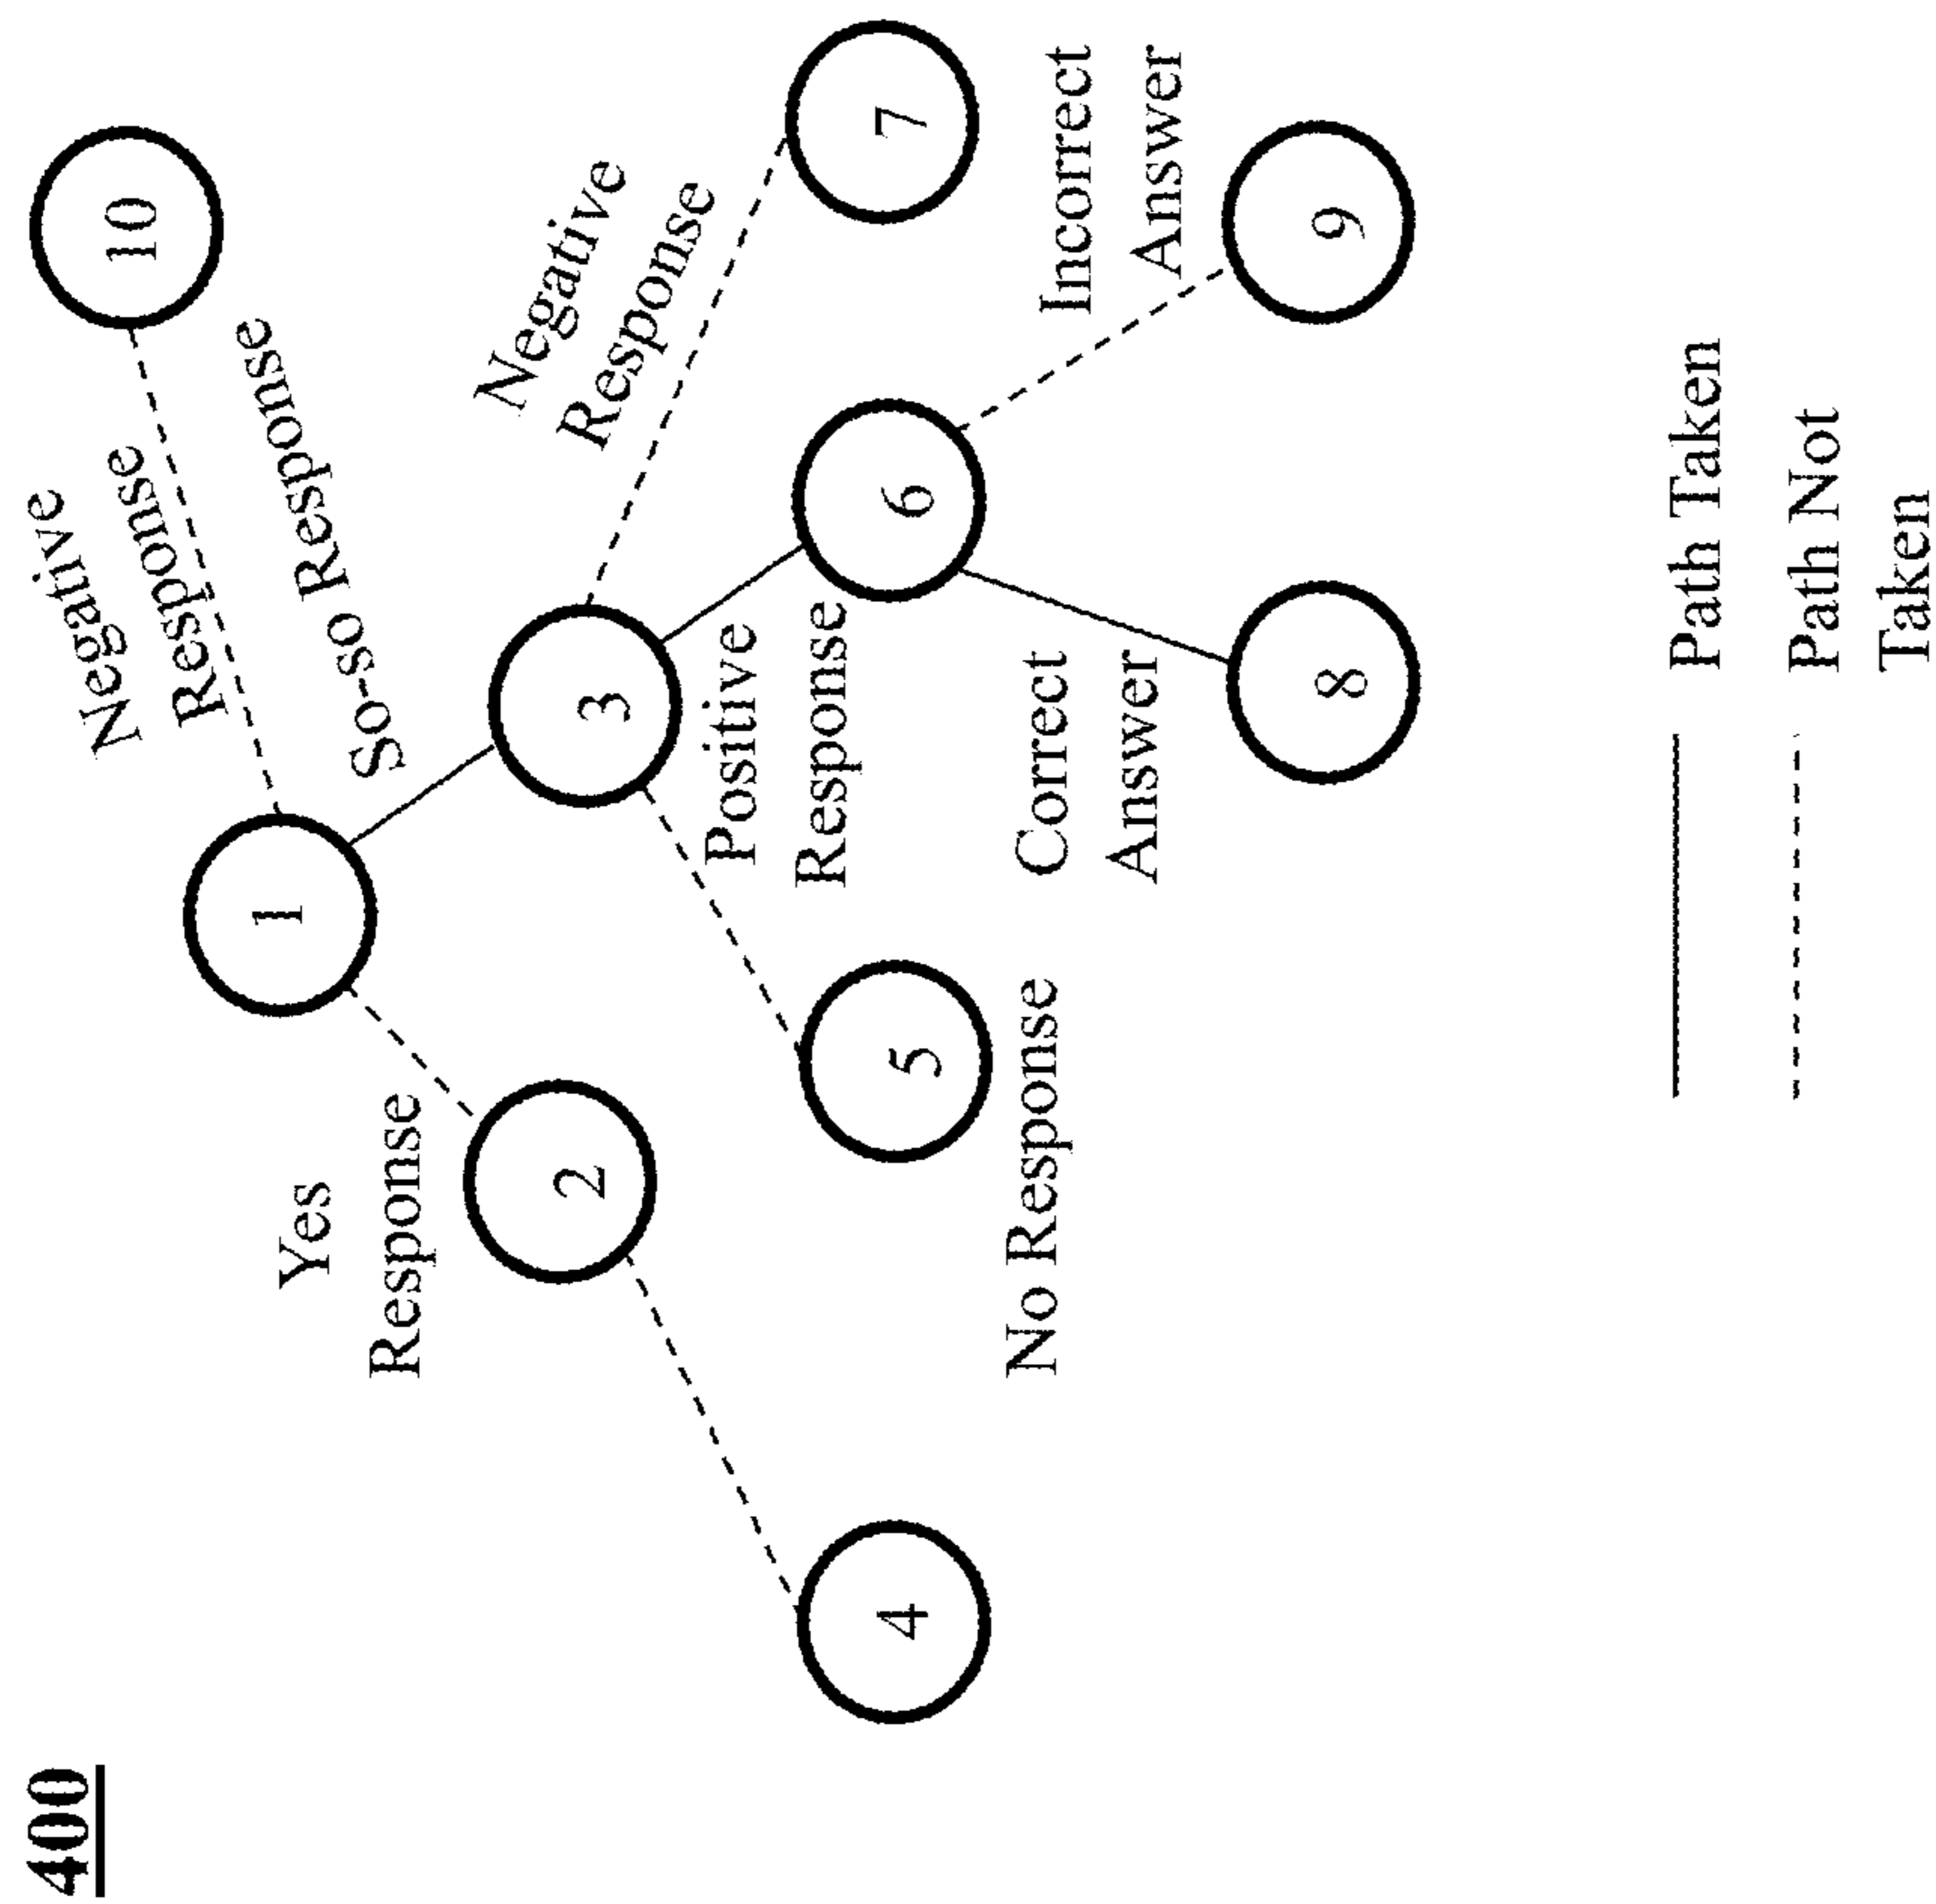 400
10
Negative
Response
1
So-so Response
Yes
Response
2
3
Negative
Response
Positive
Response
4
5
6
7
No Response
Correct
Answer
Incorrect
Answer
8
9
Path Taken
Path Not
Taken